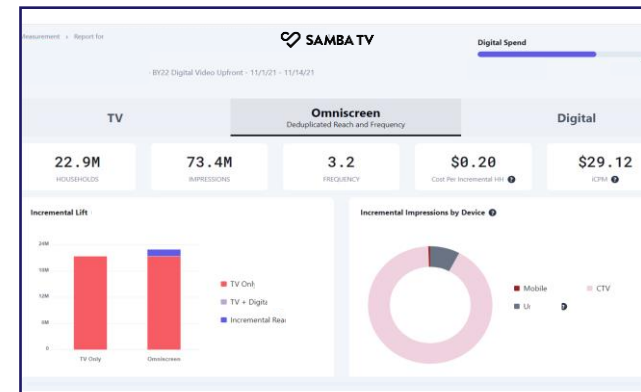 Measurement > Report for
SAMBA TV
Digital Spend
BY22 Digital Video Upfront - 11/1/21 - 11/14/21
TV
Omniscreen
Deduplicated Reach and Frequency
Digital
22.9M
HOUSEHOLDS
73.4M
IMPRESSIONS
3.2
FREQUENCY
$0.20
Cost Per Incremental HH ?
$29.12
iCPM ?
Incremental Lift
24M
18M
12M
6M
0
TV Only
Omniscreen
TV Onl
TV + Digita
Incremental Rea
Incremental Impressions by Device ?
Mobile
CTV